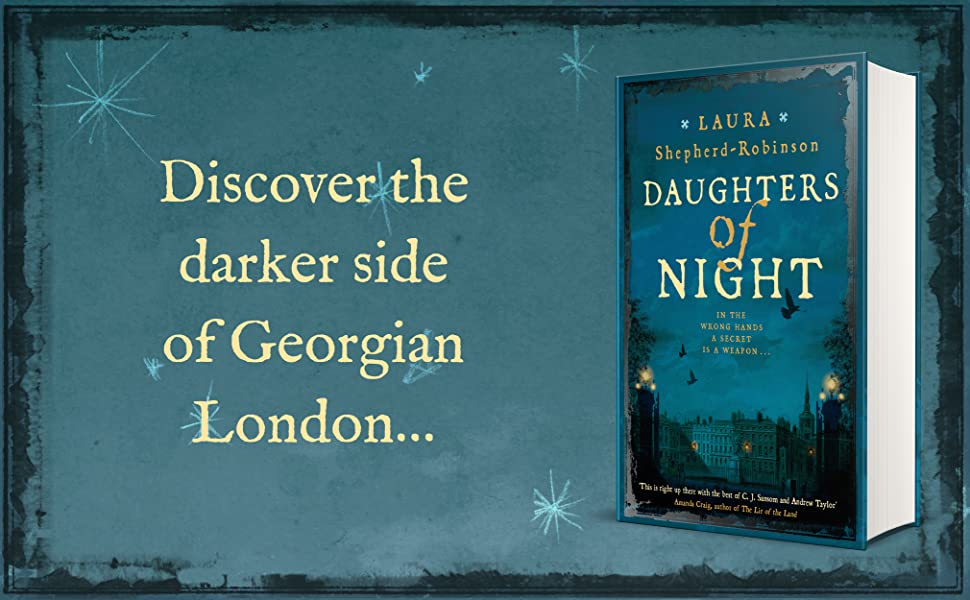 Discover the
darker side
of Georgian
London...
LAURA
Shepherd-Robinson
DAUGHTERS
of
NIGHT
IN THE
WRONG HANDS
A SECRET
IS A WEAPON...
'This is right up there with the best of C. J. Sansom and Andrew Taylor'
Amanda Craig, author of The Lie of the Land